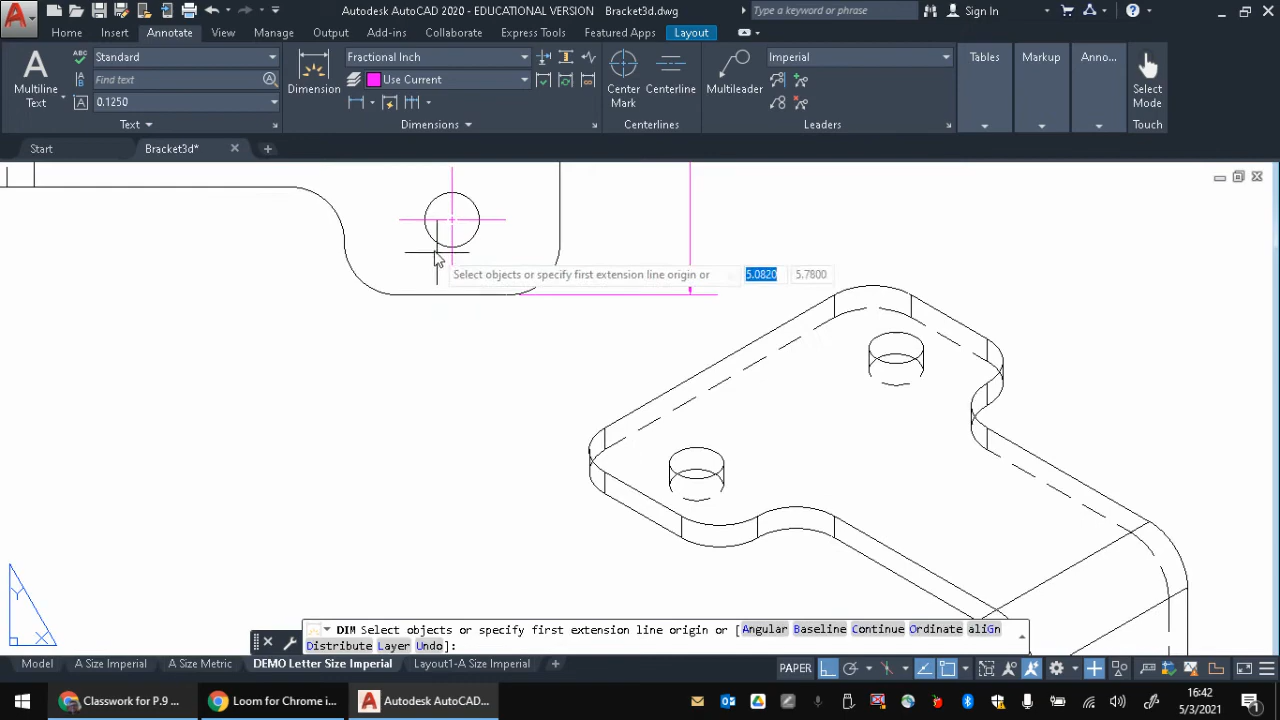 Autodesk AutoCAD 2020 - EDUCATIONAL VERSION Bracket3d.dwg
Type a keyword or phrase
Sign In
Home Insert Annotate View Manage Output Add-ins Collaborate Express Tools Featured Apps Layout
Standard
Fractional Inch
Imperial
Find text
Use Current
0.1250
Multiline
Text
Dimension
Center
Mark
Centerline
Multileader
Tables
Markup
Anno...
Select
Mode
Text Dimensions Centerlines Leaders Touch
Start Bracket3d*
Select objects or specify first extension line origin or 5.0820 5.7800
Y
X
DIM Select objects or specify first extension line origin or [Angular Baseline Continue Ordinate aliGn
Distribute Layer Undo]:
Model A Size Imperial A Size Metric DEMO Letter Size Imperial Layout1-A Size Imperial
PAPER
Classwork for P.9 ... Loom for Chrome i... Autodesk AutoCAD...
16:42
5/3/2021